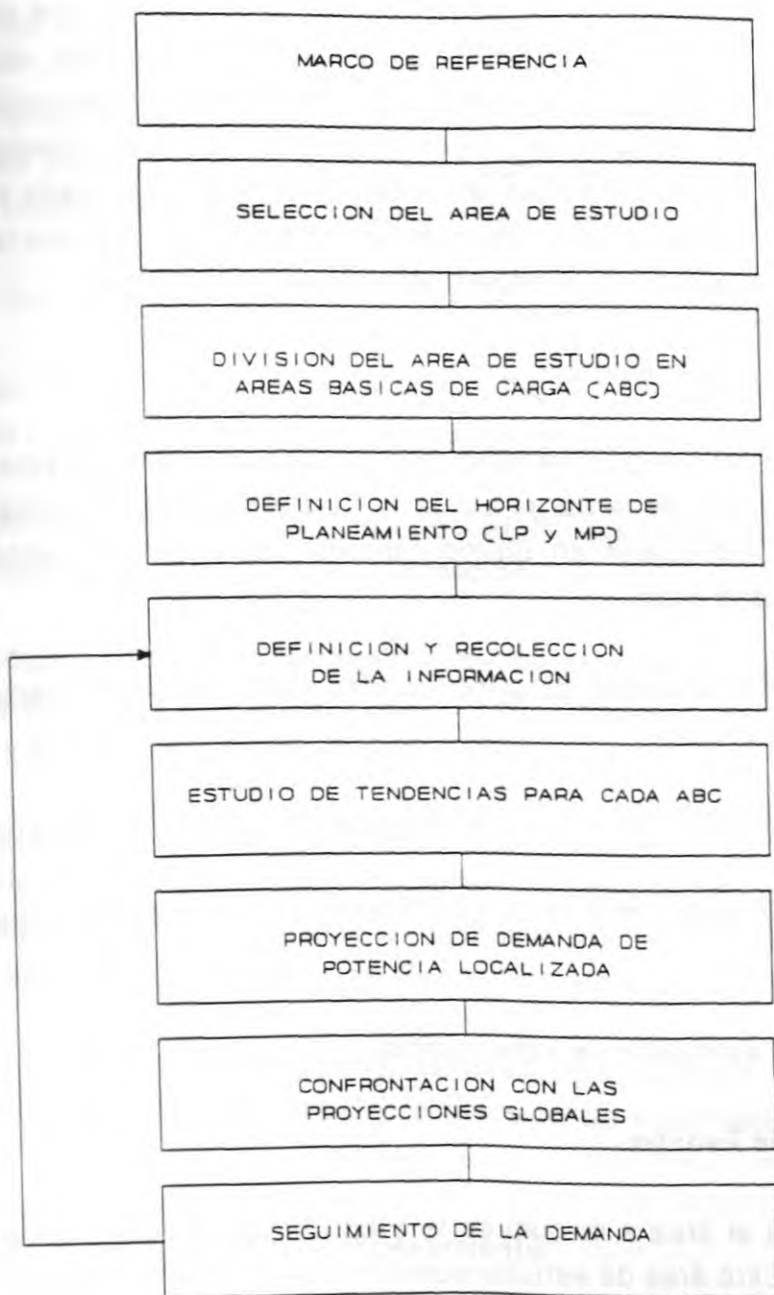 MARCO DE REFERENCIA
SELECCION DEL AREA DE ESTUDIO
DIVISION DEL AREA DE ESTUDIO EN
AREAS BASICAS DE CARGA (ABC)
DEFINICION DEL HORIZONTE DE
PLANEAMIENTO (LP y MP)
DEFINICION Y RECOLECCION
DE LA INFORMACION
ESTUDIO DE TENDENCIAS PARA CADA ABC
PROYECCION DE DEMANDA DE
POTENCIA LOCALIZADA
CONFRONTACION CON LAS
PROYECCIONES GLOBALES
SEGUIMIENTO DE LA DEMANDA